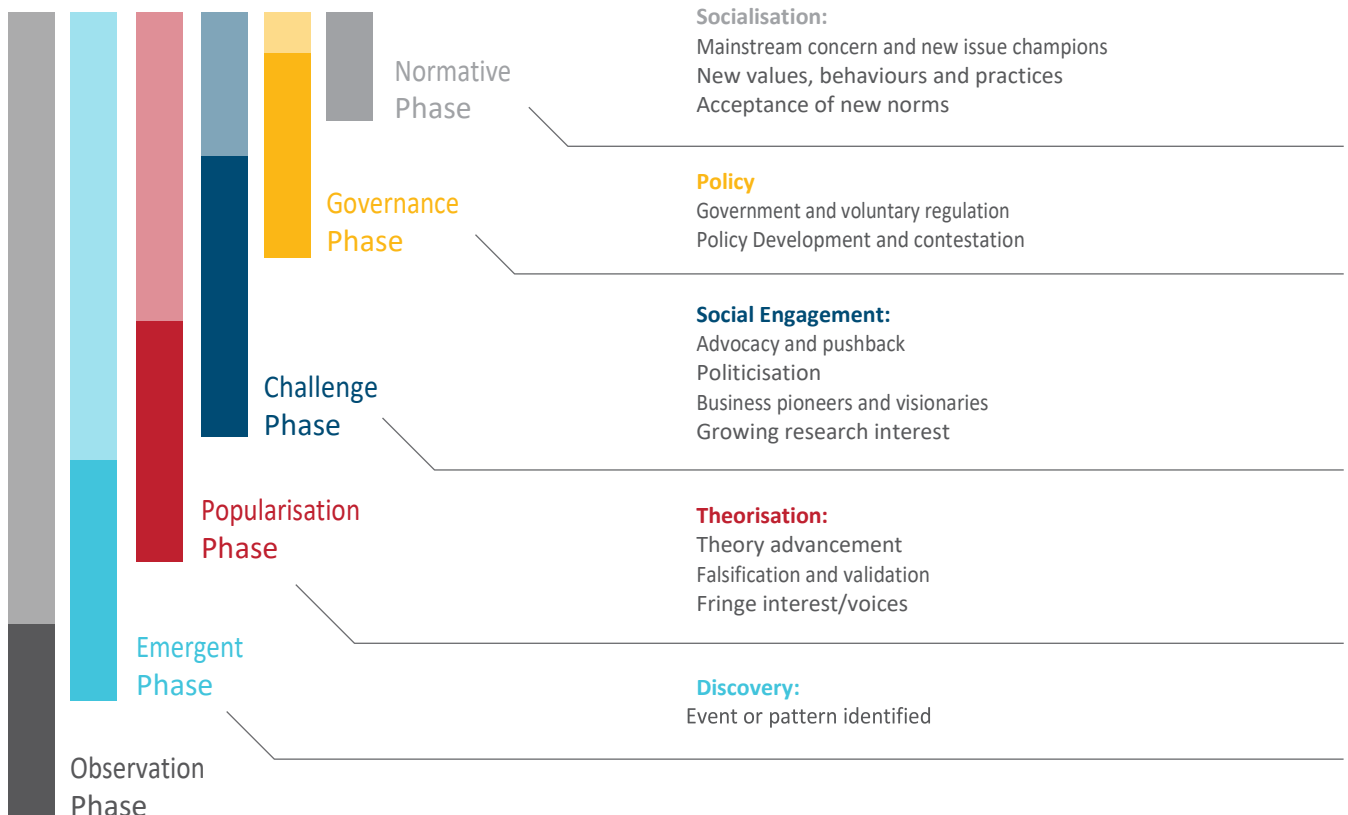 Socialisation:
Mainstream concern and new issue champions
New values, behaviours and practices
Acceptance of new norms
Normative
Phase
Policy
Government and voluntary regulation
Policy Development and contestation
Governance
Phase
Social Engagement:
Advocacy and pushback
Politicisation
Business pioneers and visionaries
Growing research interest
Challenge
Phase
Theorisation:
Theory advancement
Falsification and validation
Fringe interest/voices
Popularisation
Phase
Discovery:
Event or pattern identified
Emergent
Phase
Observation
Phase